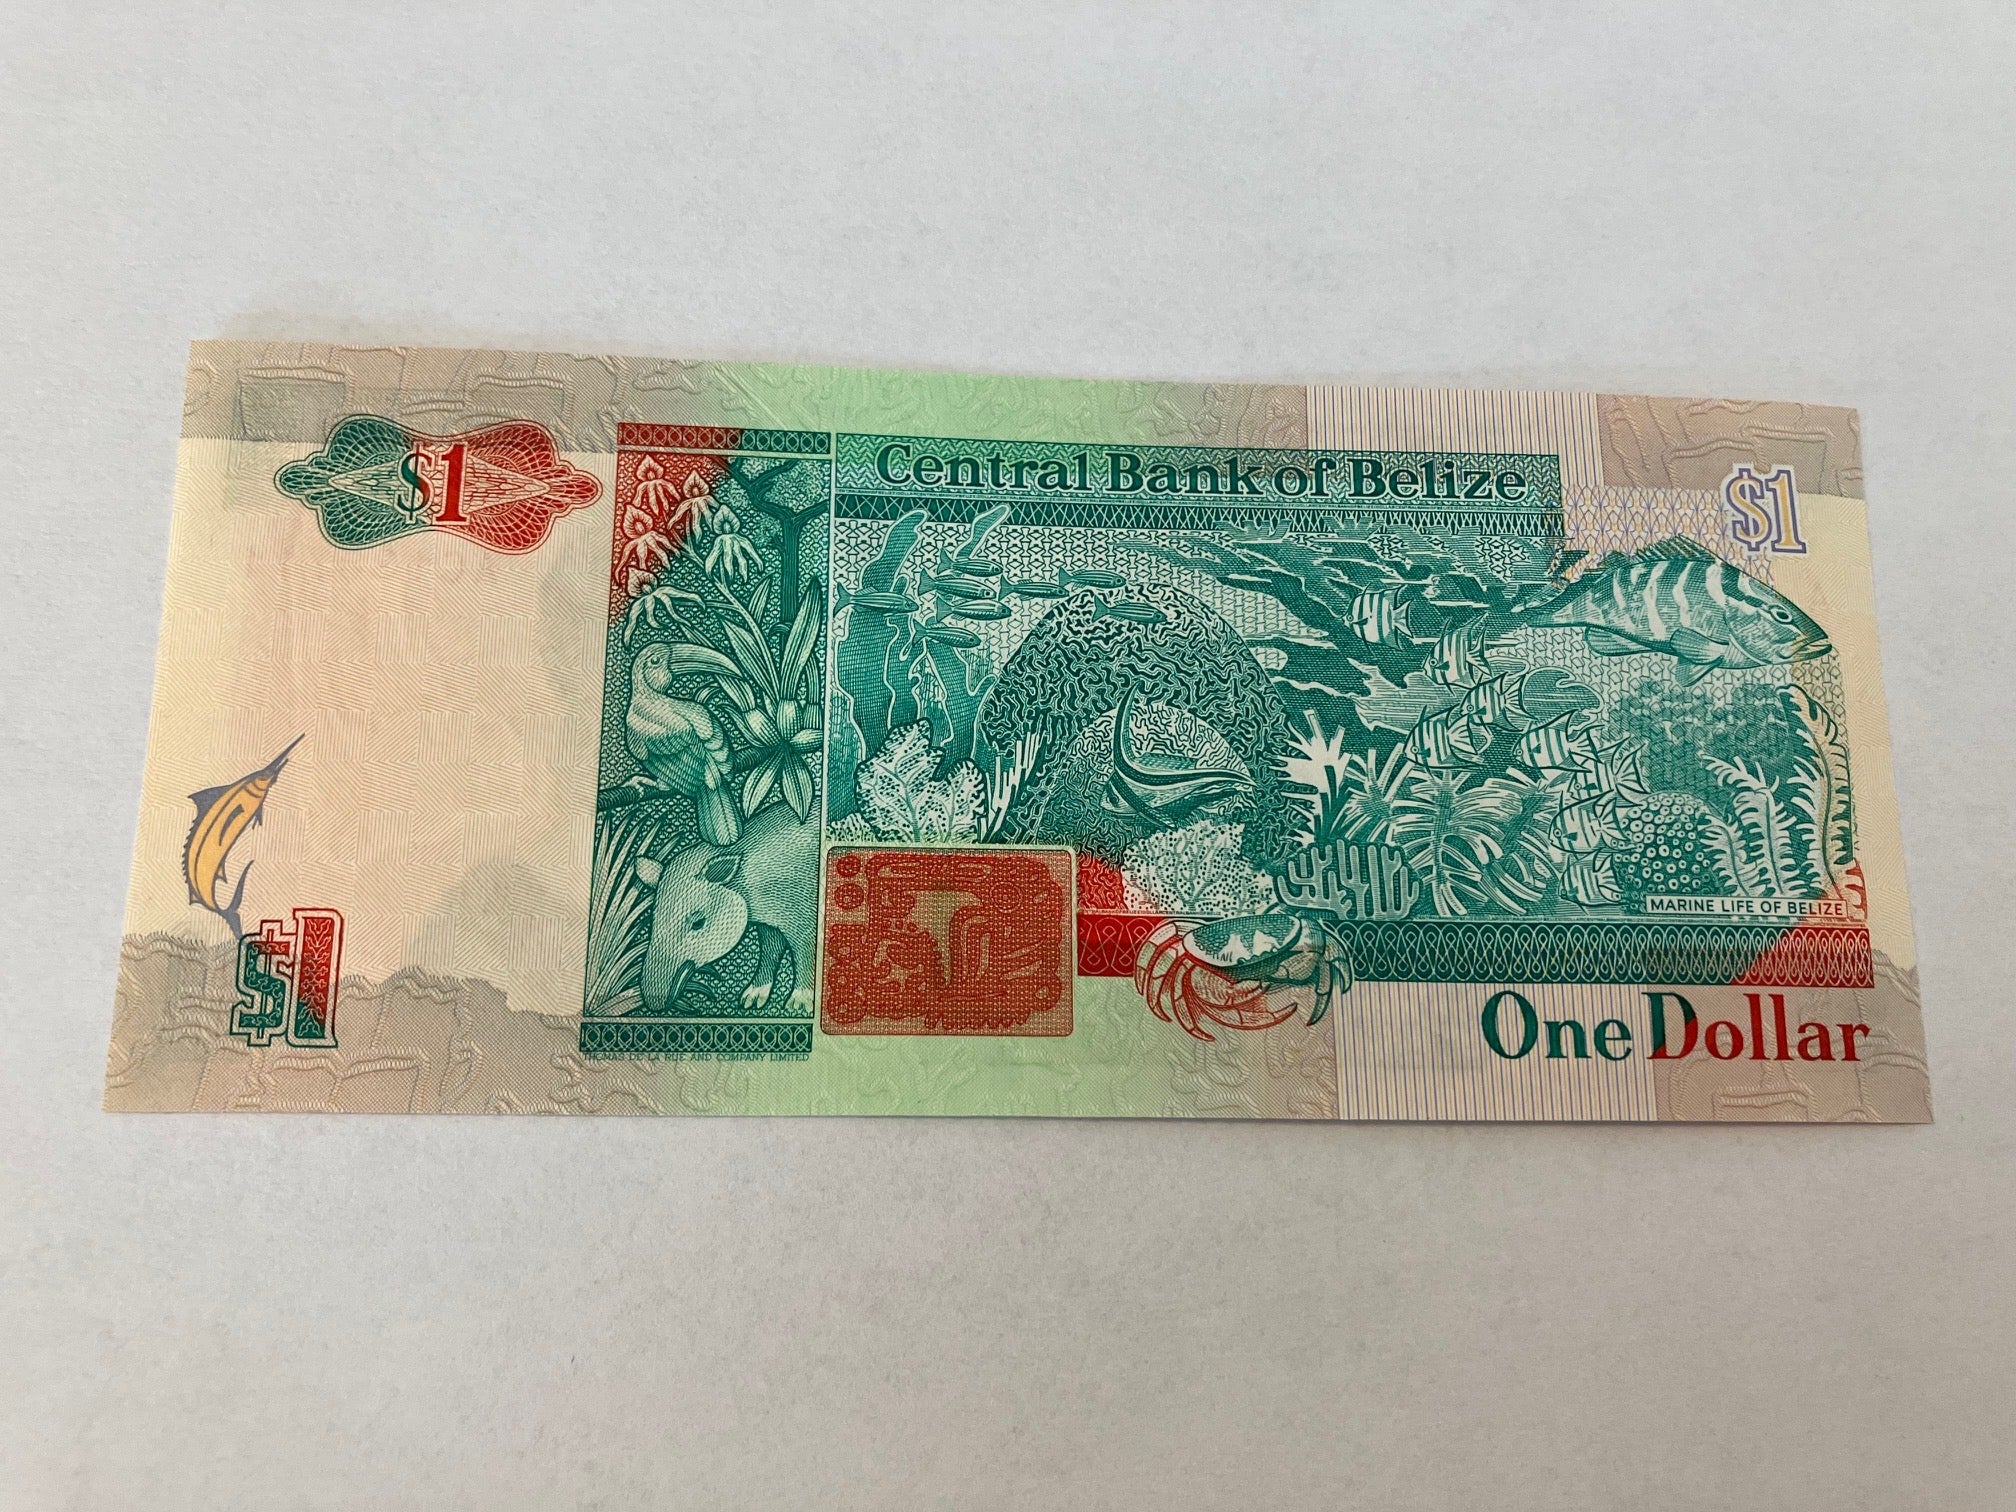 $1
Central Bank of Belize
$1
MARINE LIFE OF BELIZE
$1
One Dollar
THOMAS DE LA RUE AND COMPANY LIMITED